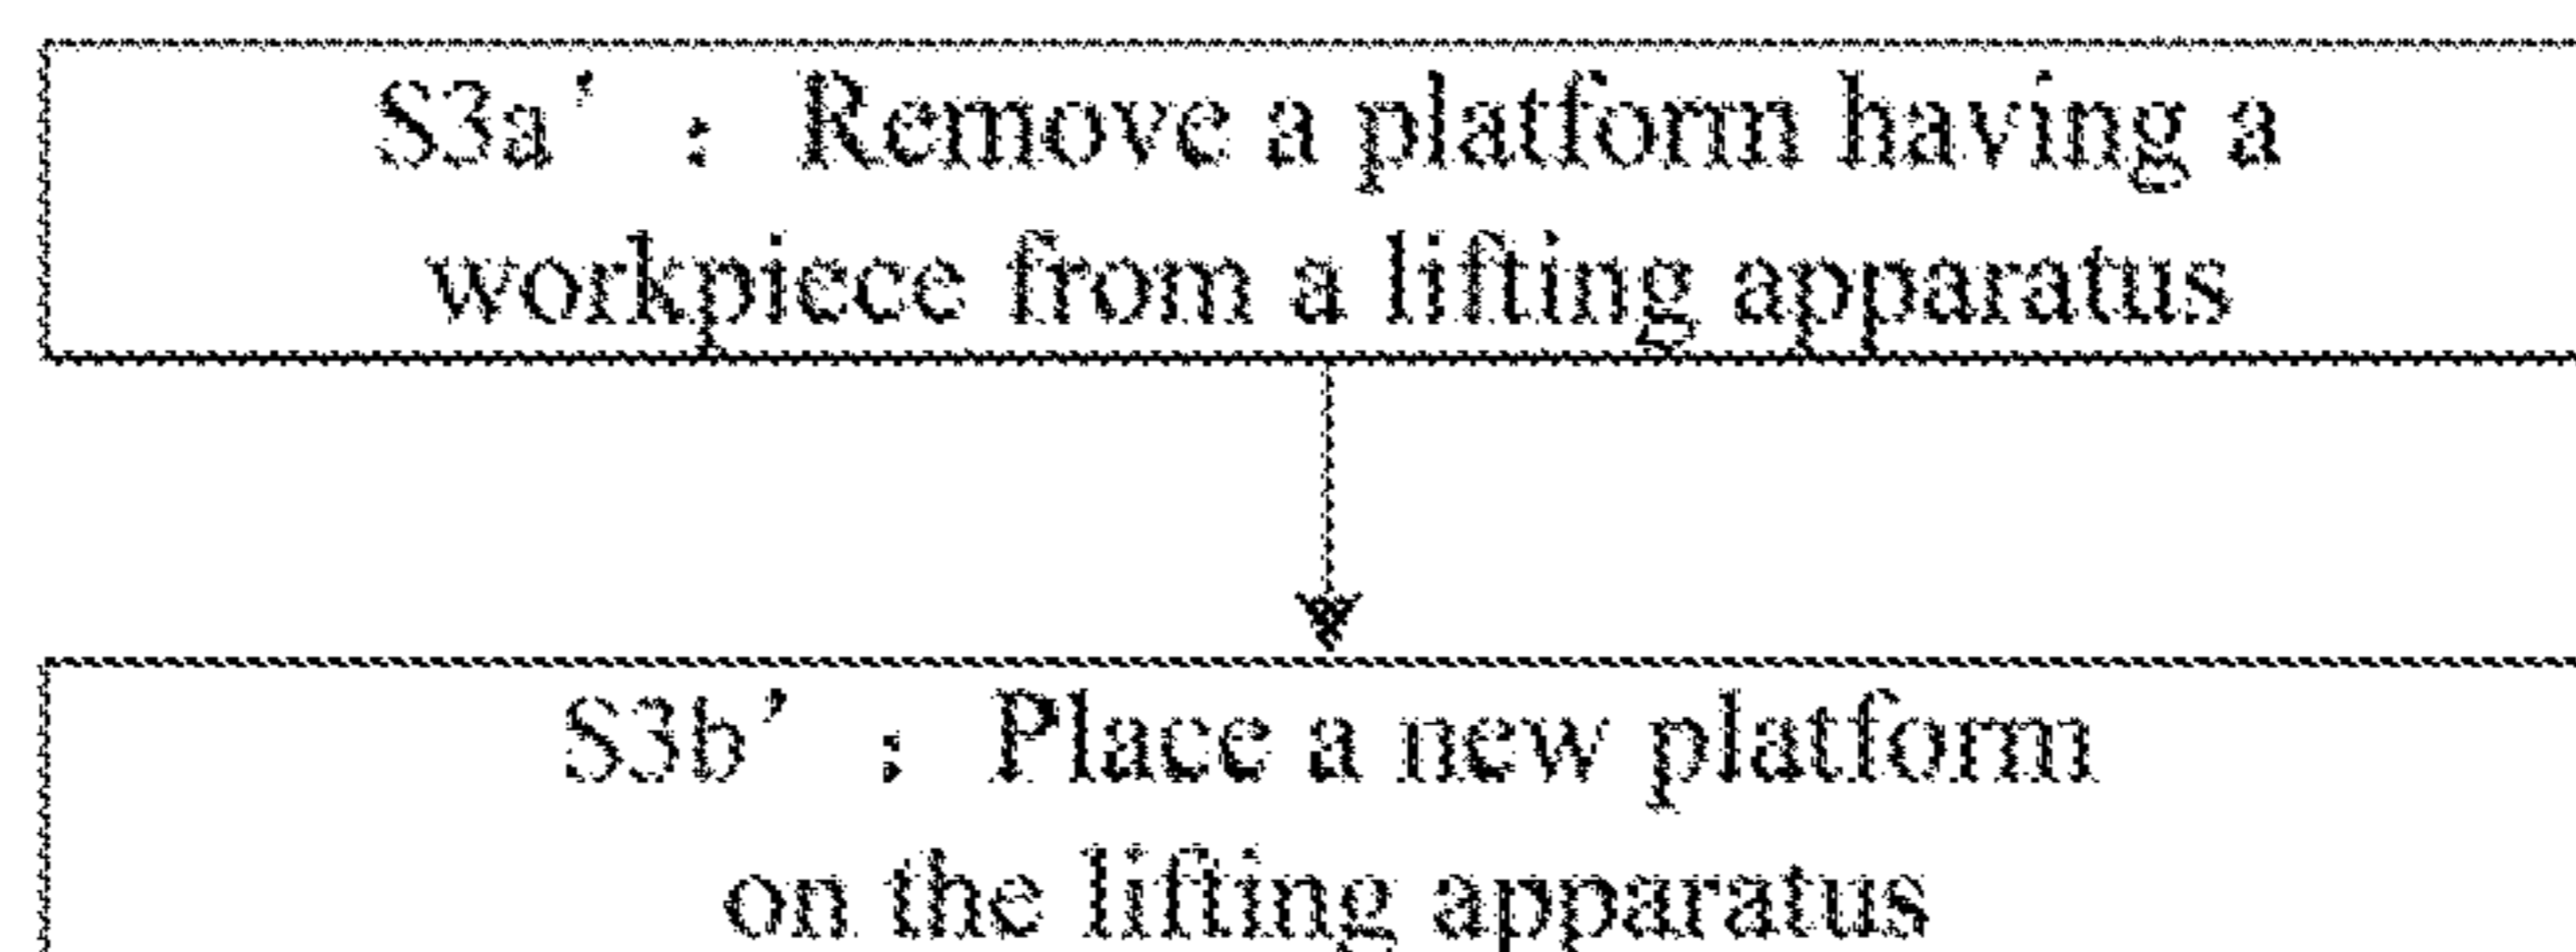 S3a’ : Remove a platform having a
workpiece from a lifting apparatus
S3b’ : Place a new platform
on the lifting apparatus